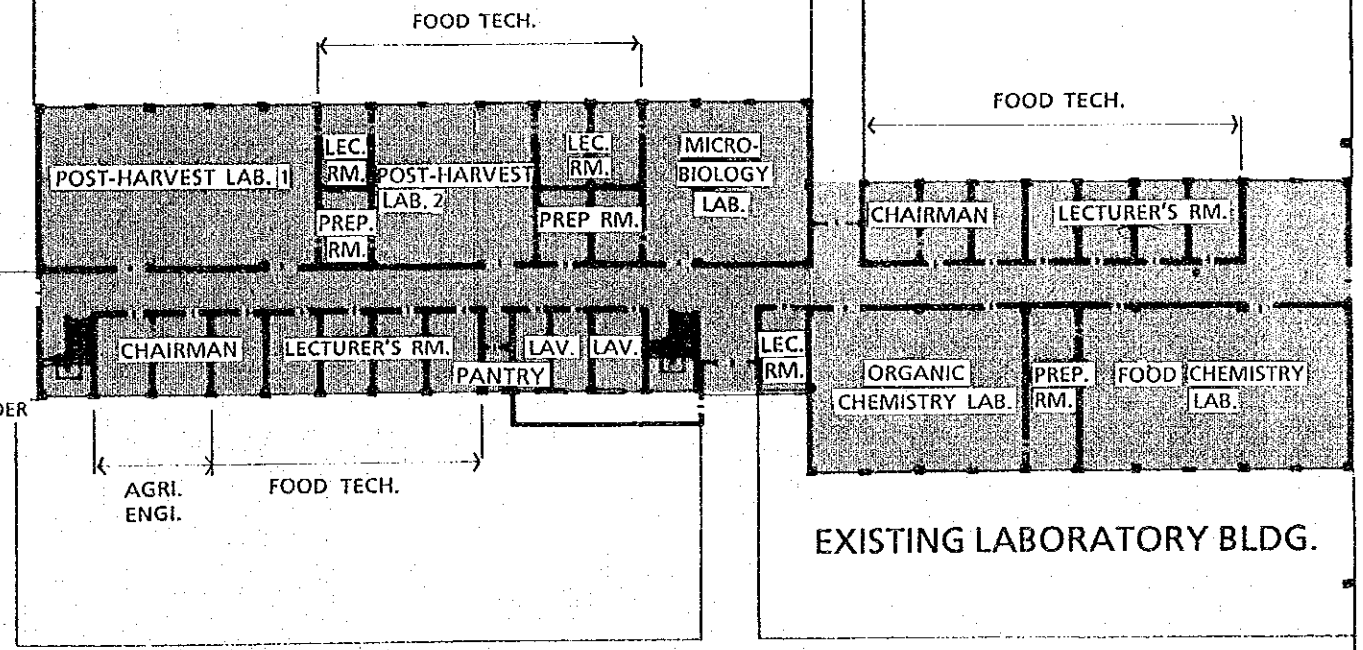 FOOD TECH.
FOOD TECH.
POST-HARVEST LAB. 1
LEC.
RM.
PREP.
RM.
POST-HARVEST
LAB. 2
LEC.
RM.
PREP RM.
MICRO-
BIOLOGY
LAB.
CHAIRMAN
LECTURER'S RM.
CHAIRMAN
LECTURER'S RM.
PANTRY
LAV.
LAV.
LEC.
RM.
ORGANIC
CHEMISTRY LAB.
PREP.
RM.
FOOD CHEMISTRY
LAB.
DER
AGRI.
ENGI.
FOOD TECH.
EXISTING LABORATORY BLDG.